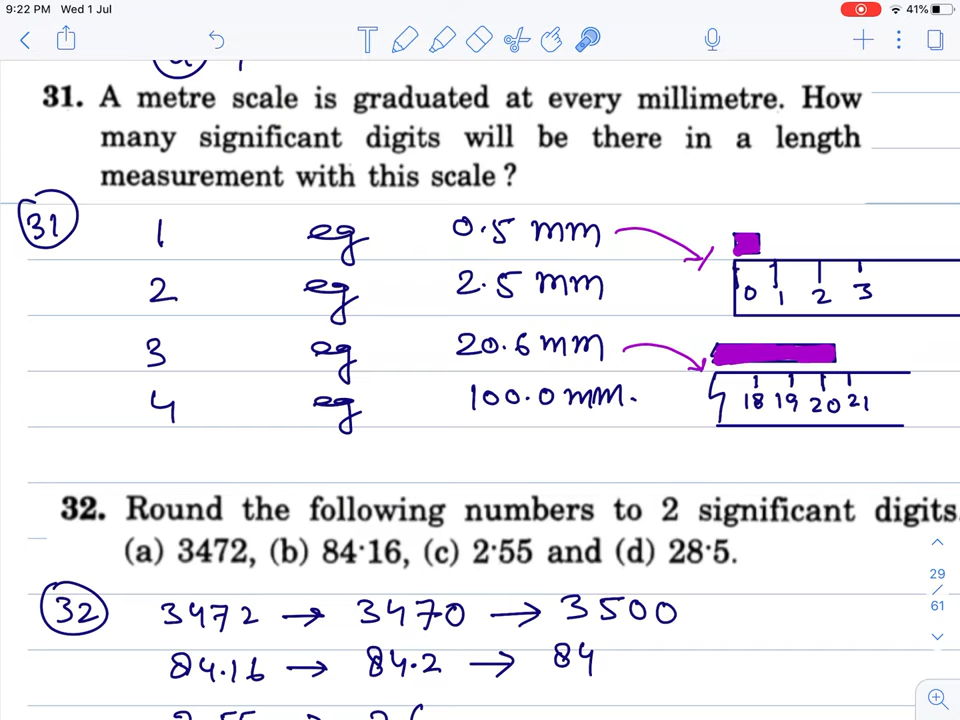 9:22 PM Wed 1 Jul 41%
T
31. A metre scale is graduated at every millimetre. How
many significant digits will be there in a length
measurement with this scale ?
31
1 eg 0.5 mm
2 eg 2.5 mm
3 eg 20.6 mm
4 eg 100.0 mm.
0 1 2 3
18 19 20 21
32. Round the following numbers to 2 significant digits.
(a) 3472, (b) 84·16, (c) 2·55 and (d) 28·5.
29
/
61
32 3472 → 3470 → 3500
84.16 → 84.2 → 84